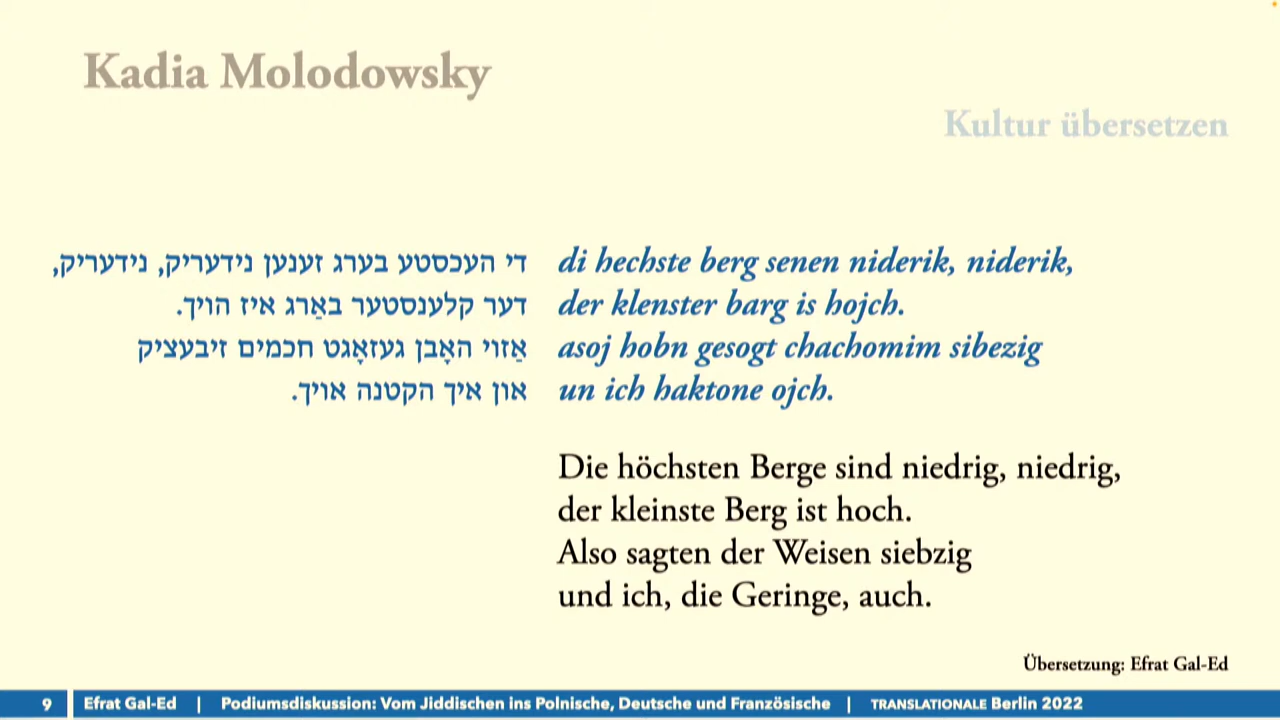 Kadia Molodowsky
Kultur übersetzen
די העכסטע בערג זענען נידעריק, נידעריק,
דער קלענסטער באַרג איז הויך.
אַזוי האָבן געזאָגט חכמים זיבעציק
און איך הקטנה אויך.
di hechste berg senen niderik, niderik,
der klenster barg is hojch.
asoj hobn gesogt chachomim sibezig
un ich haktone ojch.
Die höchsten Berge sind niedrig, niedrig,
der kleinste Berg ist hoch.
Also sagten der Weisen siebzig
und ich, die Geringe, auch.
Übersetzung: Efrat Gal-Ed
9 Efrat Gal-Ed | Podiumsdiskussion: Vom Jiddischen ins Polnische, Deutsche und Französische | TRANSLATIONALE Berlin 2022